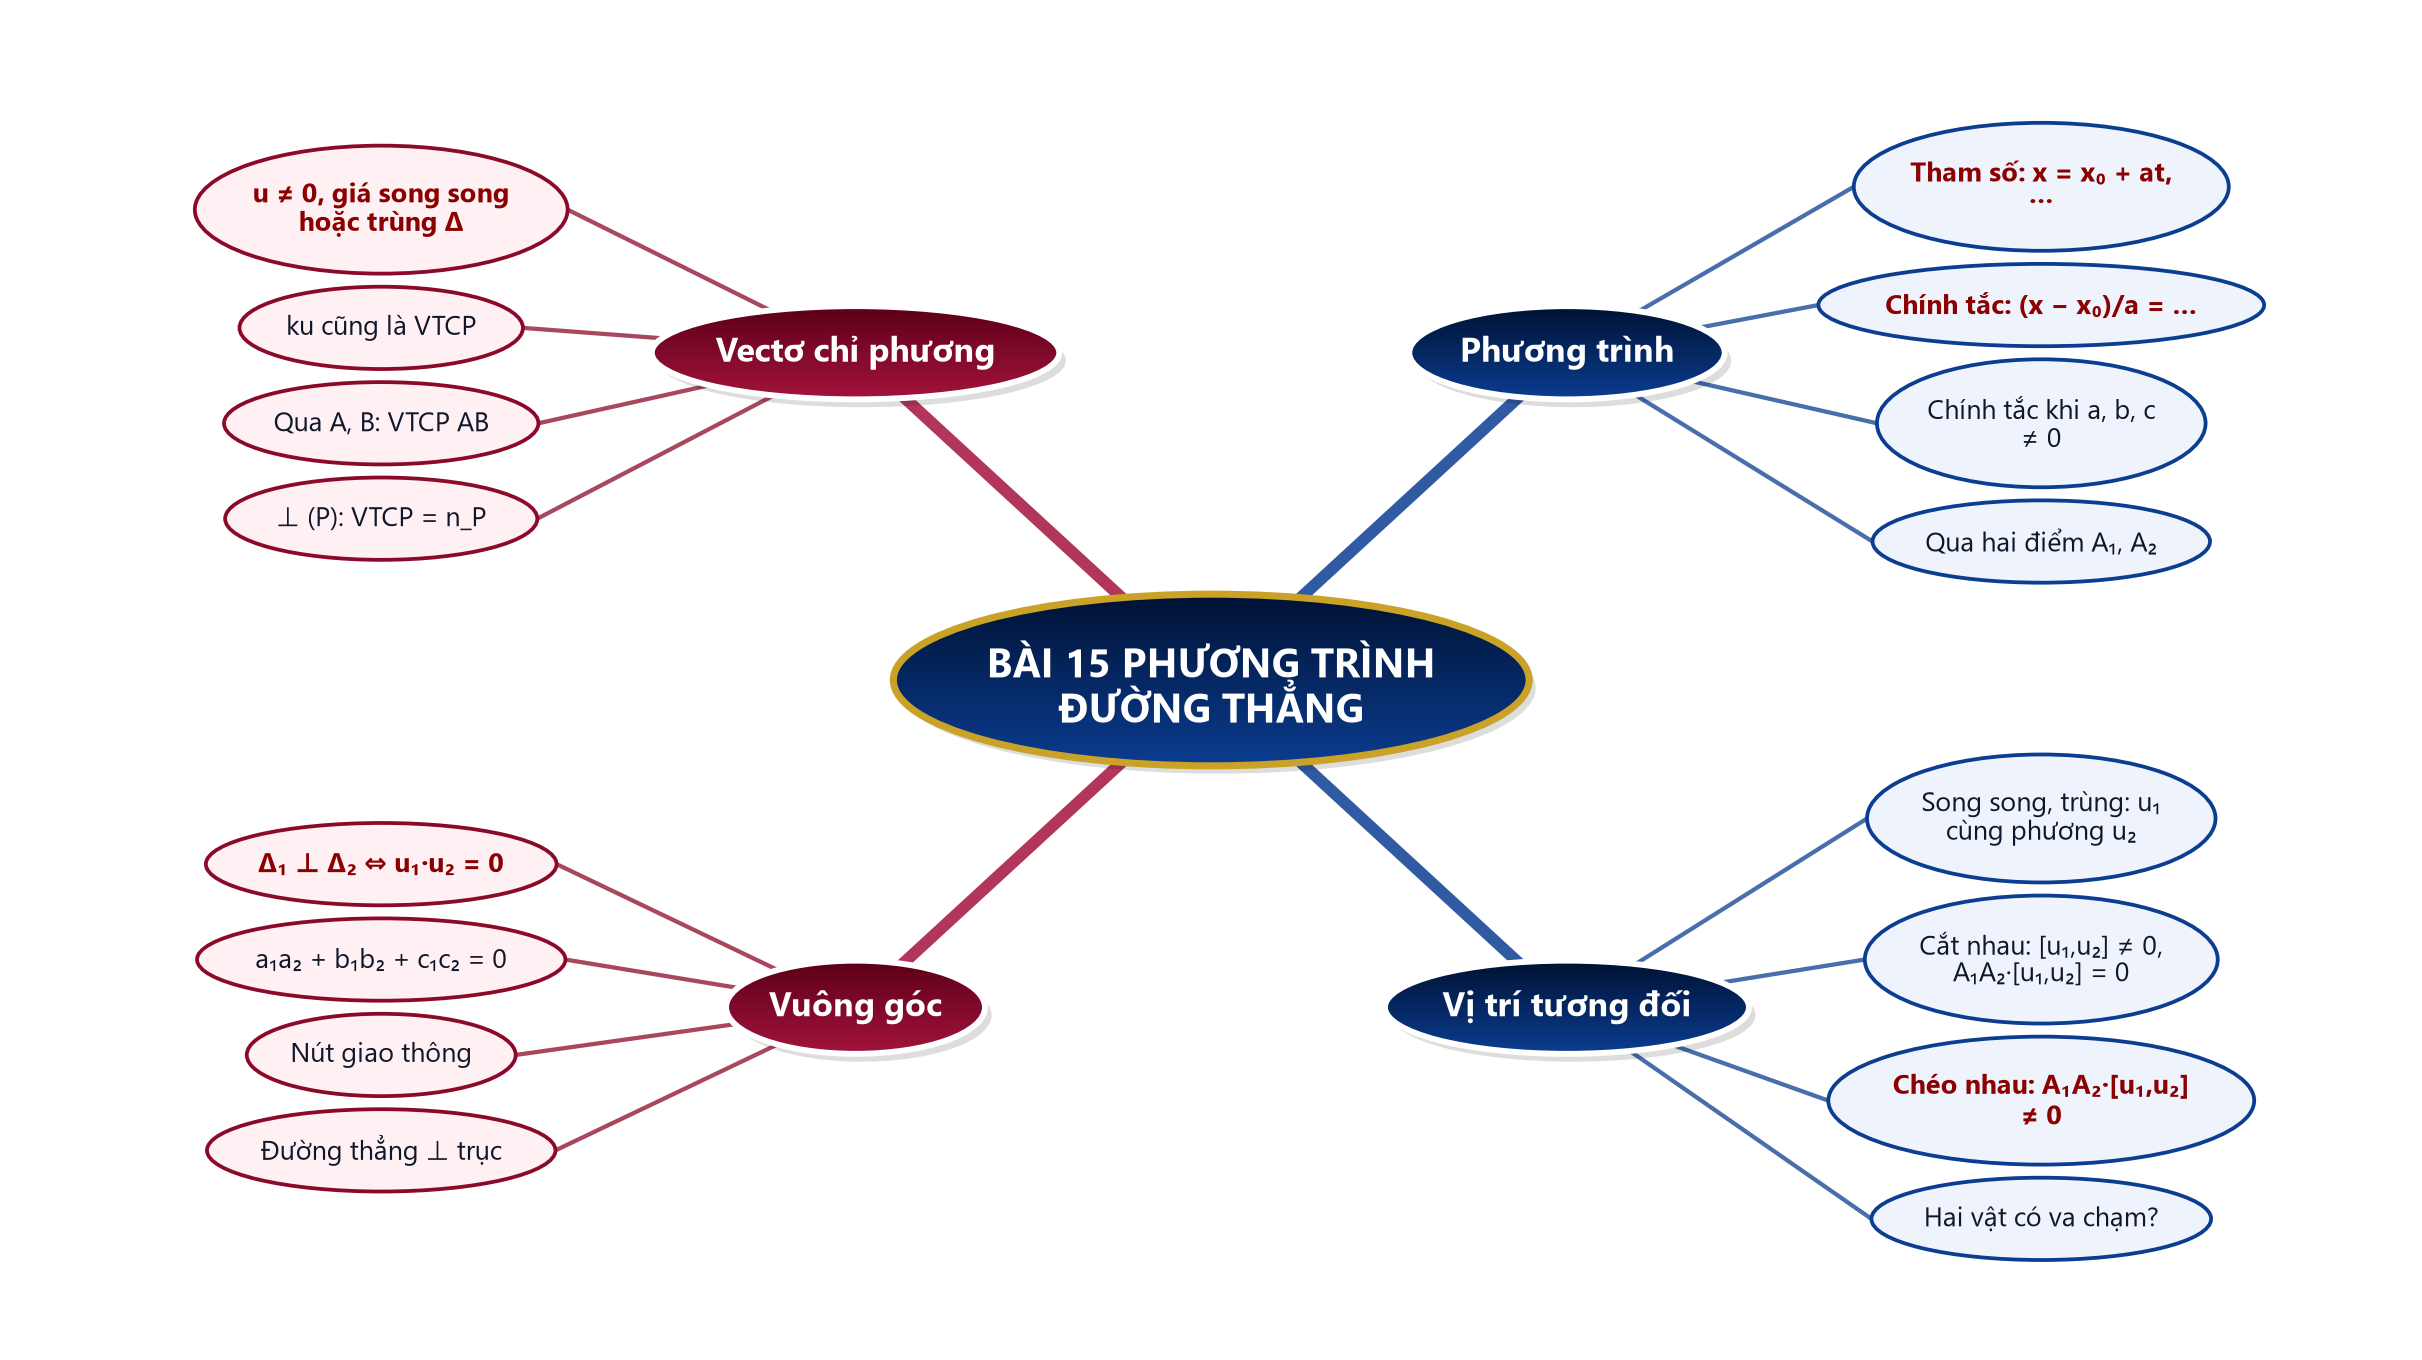 u ≠ 0, giá song song
hoặc trùng Δ
ku cũng là VTCP
Qua A, B: VTCP AB
⊥ (P): VTCP = n_P
Vectơ chỉ phương
Phương trình
Tham số: x = x₀ + at,
...
Chính tắc: (x − x₀)/a = ...
Chính tắc khi a, b, c
≠ 0
Qua hai điểm A₁, A₂
BÀI 15 PHƯƠNG TRÌNH
ĐƯỜNG THẲNG
Δ₁ ⊥ Δ₂ ⇔ u₁·u₂ = 0
a₁a₂ + b₁b₂ + c₁c₂ = 0
Nút giao thông
Đường thẳng ⊥ trục
Vuông góc
Vị trí tương đối
Song song, trùng: u₁
cùng phương u₂
Cắt nhau: [u₁,u₂] ≠ 0,
A₁A₂·[u₁,u₂] = 0
Chéo nhau: A₁A₂·[u₁,u₂]
≠ 0
Hai vật có va chạm?